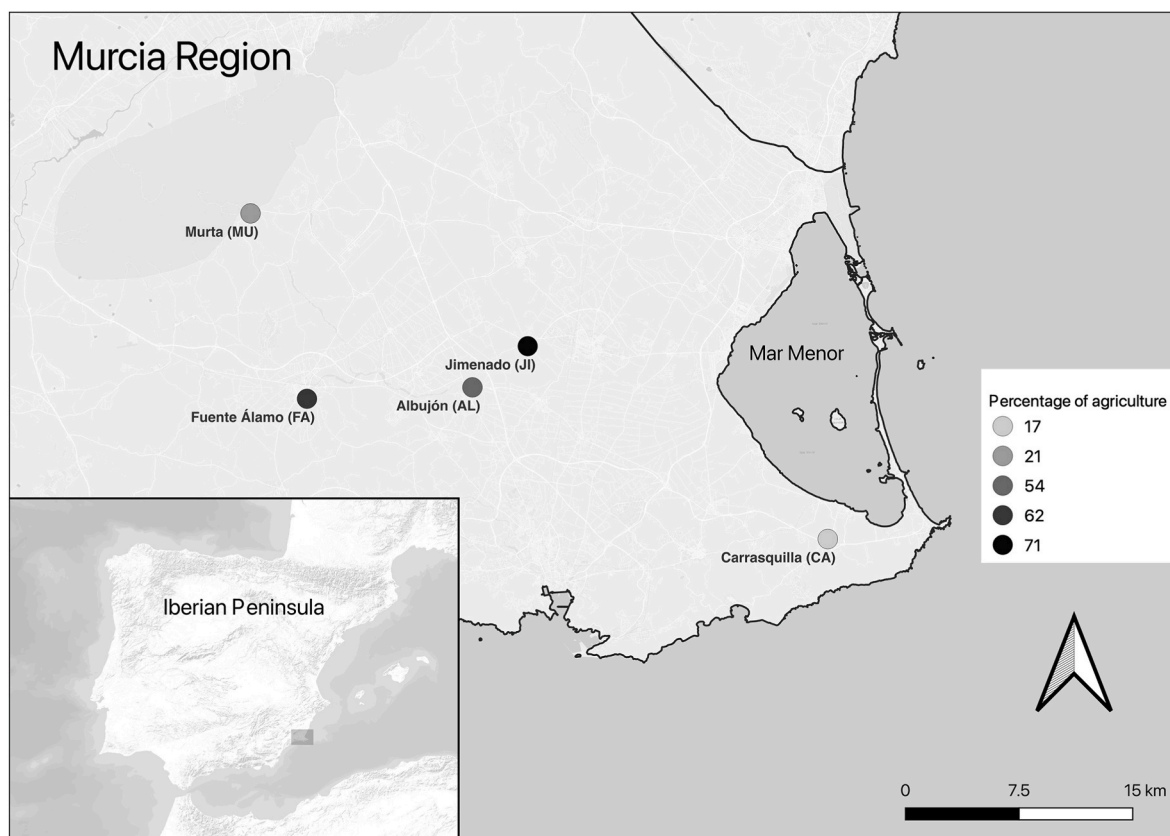 Murcia Region
Murta (MU)
Jimenado (JI)
Mar Menor
Albujón (AL)
Fuente Álamo (FA)
Percentage of agriculture
17
21
54
62
71
Carrasquilla (CA)
Iberian Peninsula
0 7.5 15 km